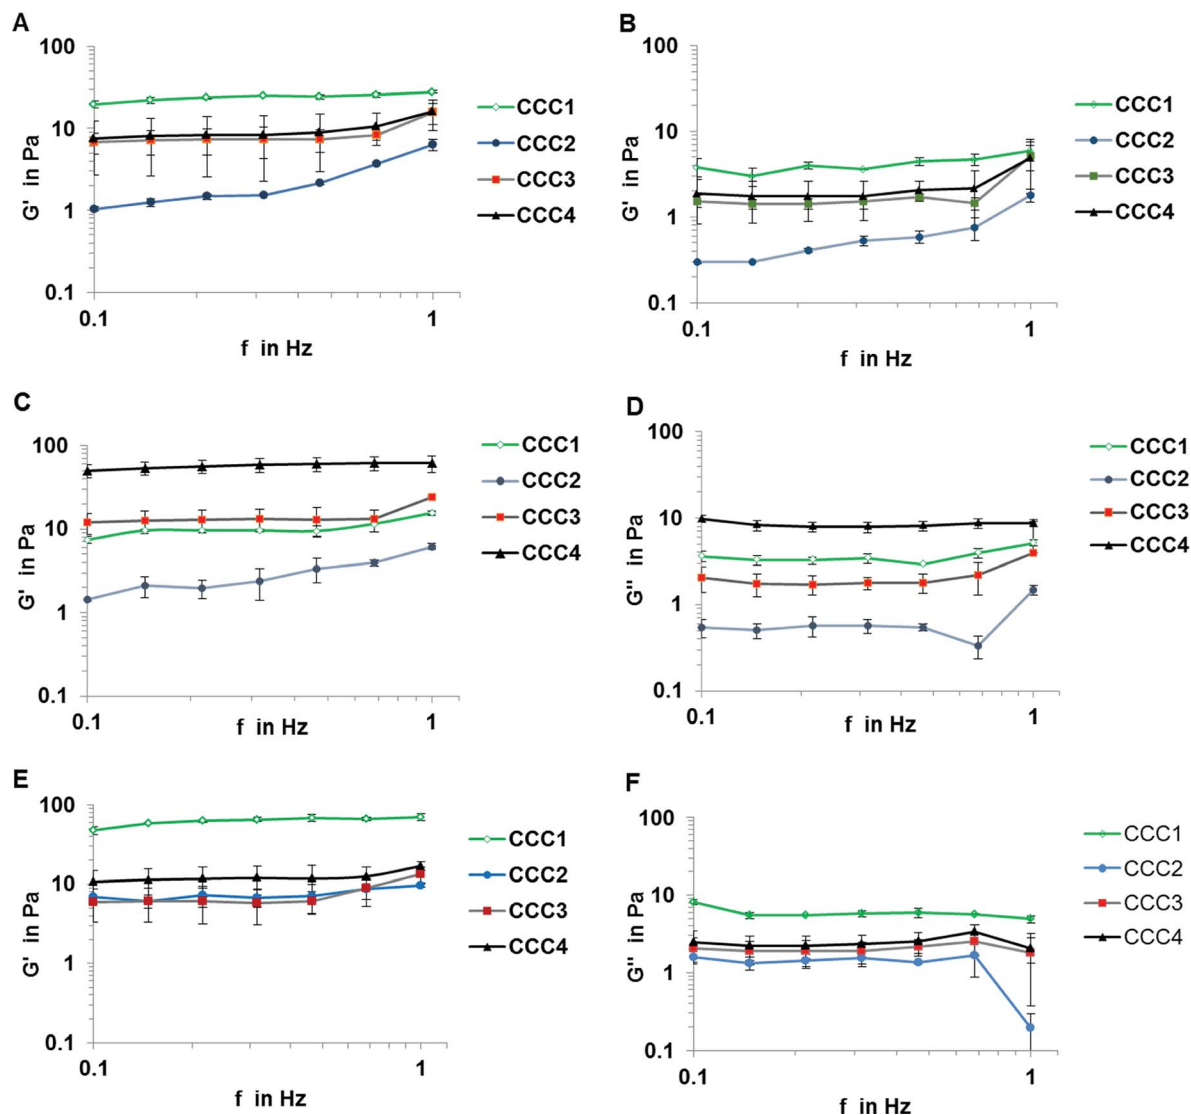 A
100
10
1
0.1
G' in Pa
0.1
1
f in Hz
CCC1
CCC2
CCC3
CCC4
B
100
10
1
0.1
G' in Pa
0.1
1
f in Hz
CCC1
CCC2
CCC3
CCC4
C
100
10
1
0.1
G' in Pa
0.1
1
f in Hz
CCC1
CCC2
CCC3
CCC4
D
100
10
1
0.1
G'' in Pa
0.1
1
f in Hz
CCC1
CCC2
CCC3
CCC4
E
100
10
1
0.1
G' in Pa
0.1
1
f in Hz
CCC1
CCC2
CCC3
CCC4
F
100
10
1
0.1
G'' in Pa
0.1
1
f in Hz
CCC1
CCC2
CCC3
CCC4